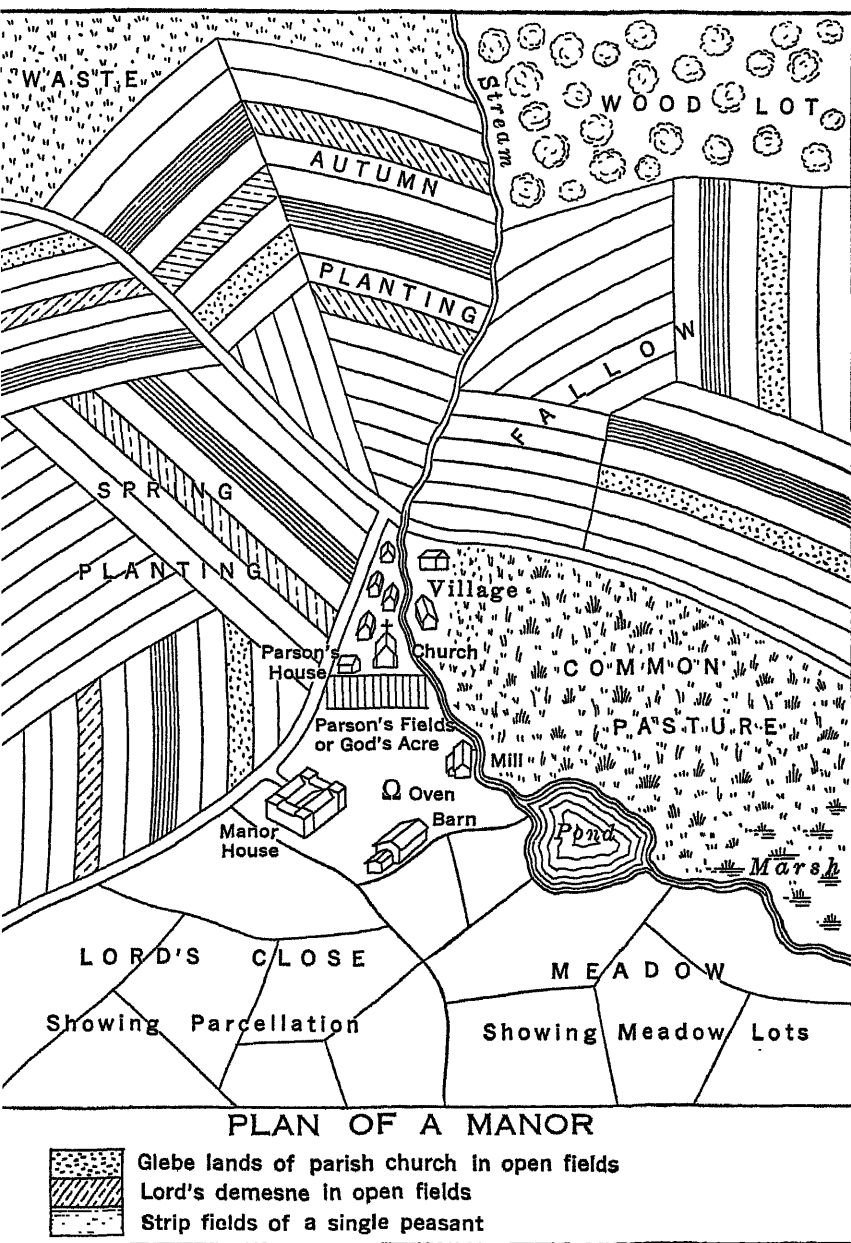 WASTE
Stream
WOOD LOT
AUTUMN
PLANTING
FALLOW
SPRING
PLANTING
Village
Parson's
House
Church
COMMON
PASTURE
Parson's Fields
or God's Acre
Mill
Ω Oven
Barn
Manor
House
Pond
Marsh
LORD'S CLOSE
Showing Parcellation
MEADOW
Showing Meadow Lots
PLAN OF A MANOR
Glebe lands of parish church in open fields
Lord's demesne in open fields
Strip fields of a single peasant